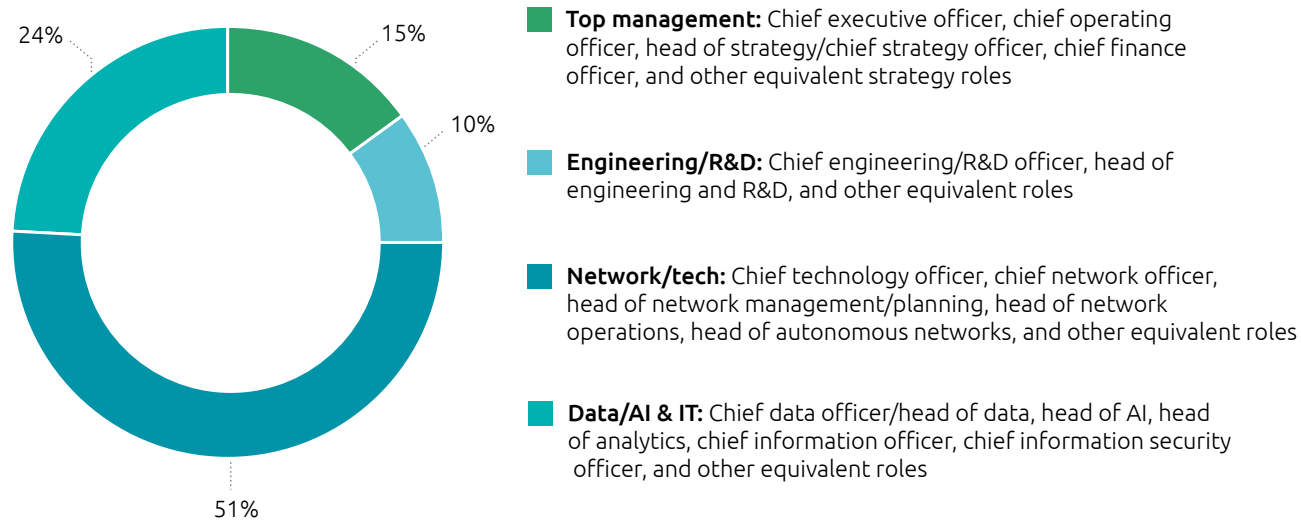 24%
15%
10%
51%
Top management: Chief executive officer, chief operating
officer, head of strategy/chief strategy officer, chief finance
officer, and other equivalent strategy roles
Engineering/R&D: Chief engineering/R&D officer, head of
engineering and R&D, and other equivalent roles
Network/tech: Chief technology officer, chief network officer,
head of network management/planning, head of network
operations, head of autonomous networks, and other equivalent roles
Data/AI & IT: Chief data officer/head of data, head of AI, head
of analytics, chief information officer, chief information security
officer, and other equivalent roles